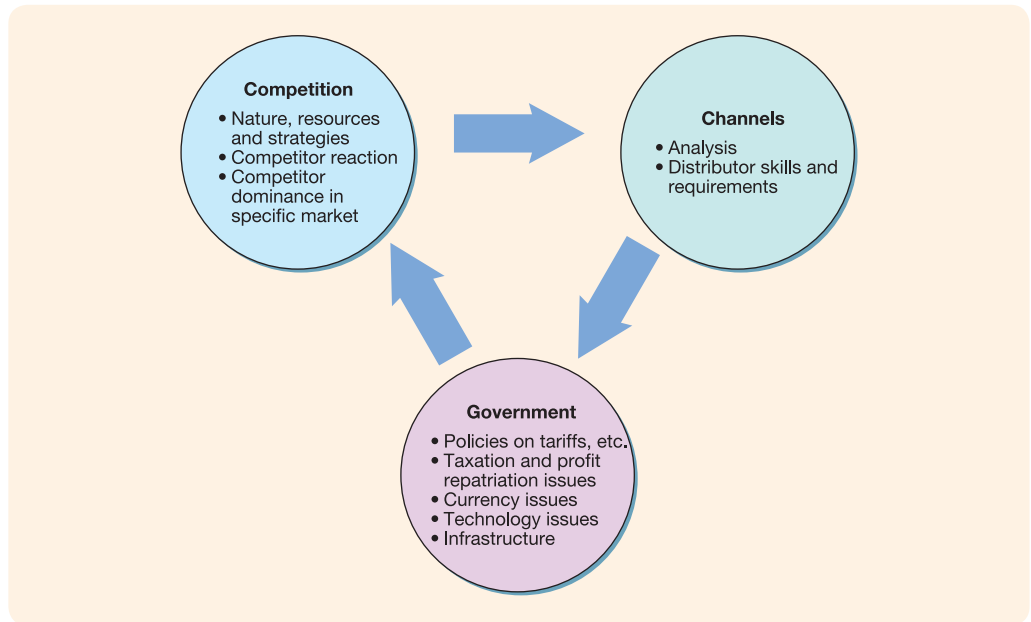 Competition
• Nature, resources
and strategies
• Competitor reaction
• Competitor
dominance in
specific market
Channels
• Analysis
• Distributor skills and
requirements
Government
• Policies on tariffs, etc.
• Taxation and profit
repatriation issues
• Currency issues
• Technology issues
• Infrastructure